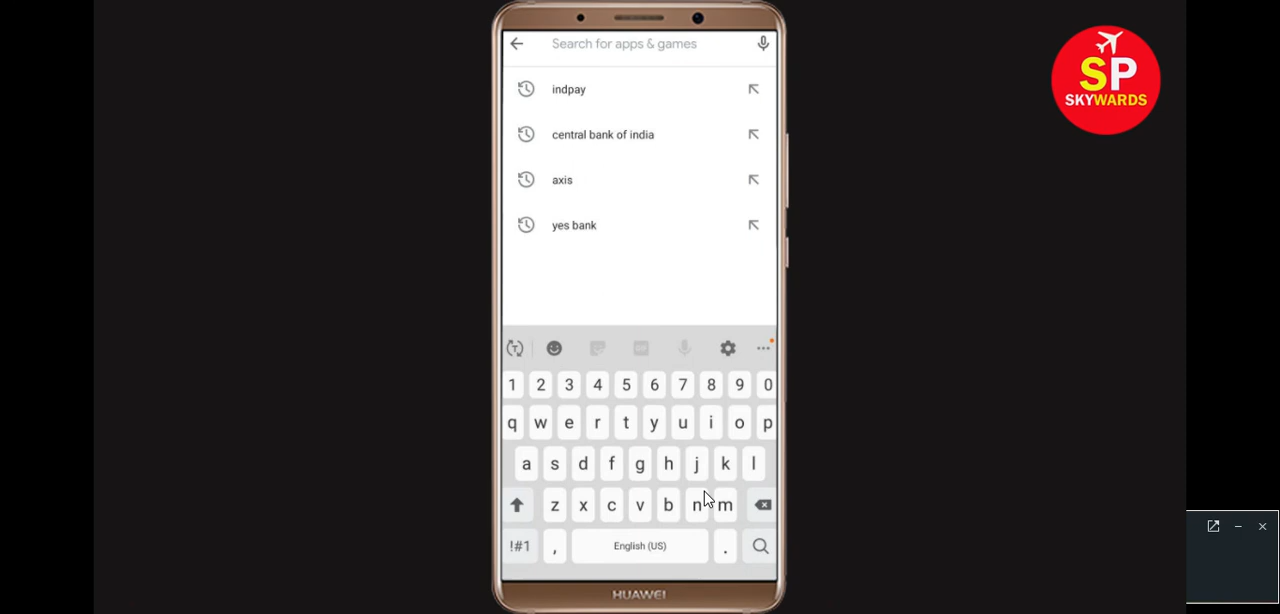 Search for apps & games
SP
SKYWARDS
indpay
central bank of india
axis
yes bank
1 2 3 4 5 6 7 8 9 0
q w e r t y u i o p
a s d f g h j k l
z x c v b n m
!#1 , English (US) .
HUAWEI